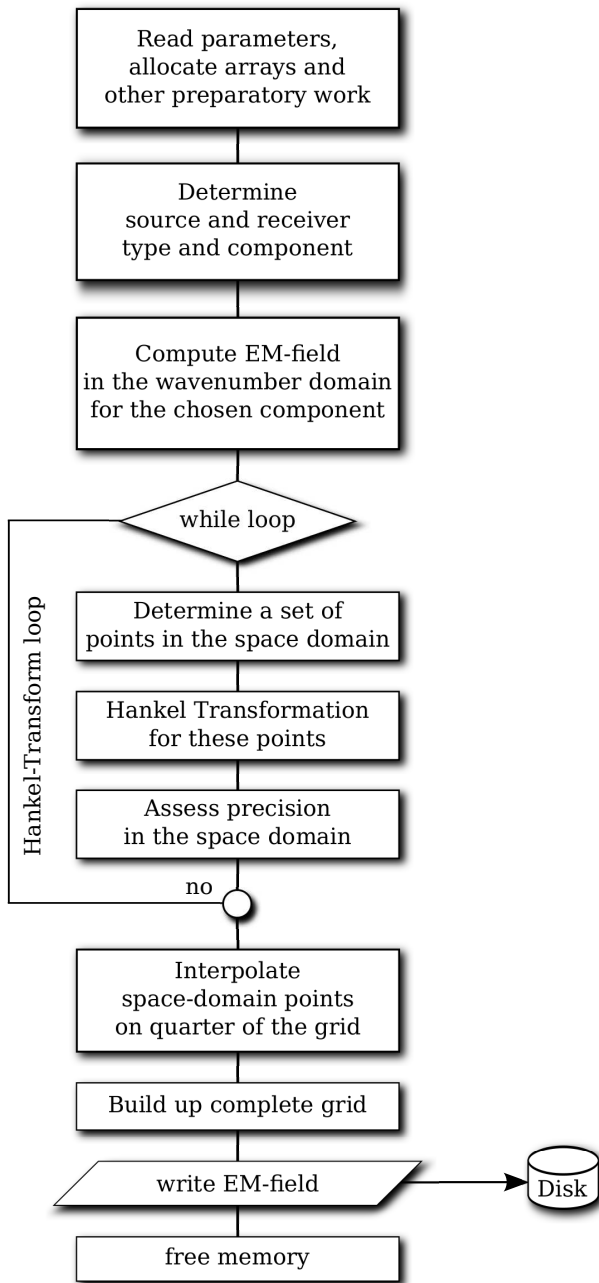 Read parameters,
allocate arrays and
other preparatory work
Determine
source and receiver
type and component
Compute EM-field
in the wavenumber domain
for the chosen component
while loop
Hankel-Transform loop
Determine a set of
points in the space domain
Hankel Transformation
for these points
Assess precision
in the space domain
no
Interpolate
space-domain points
on quarter of the grid
Build up complete grid
write EM-field
Disk
free memory